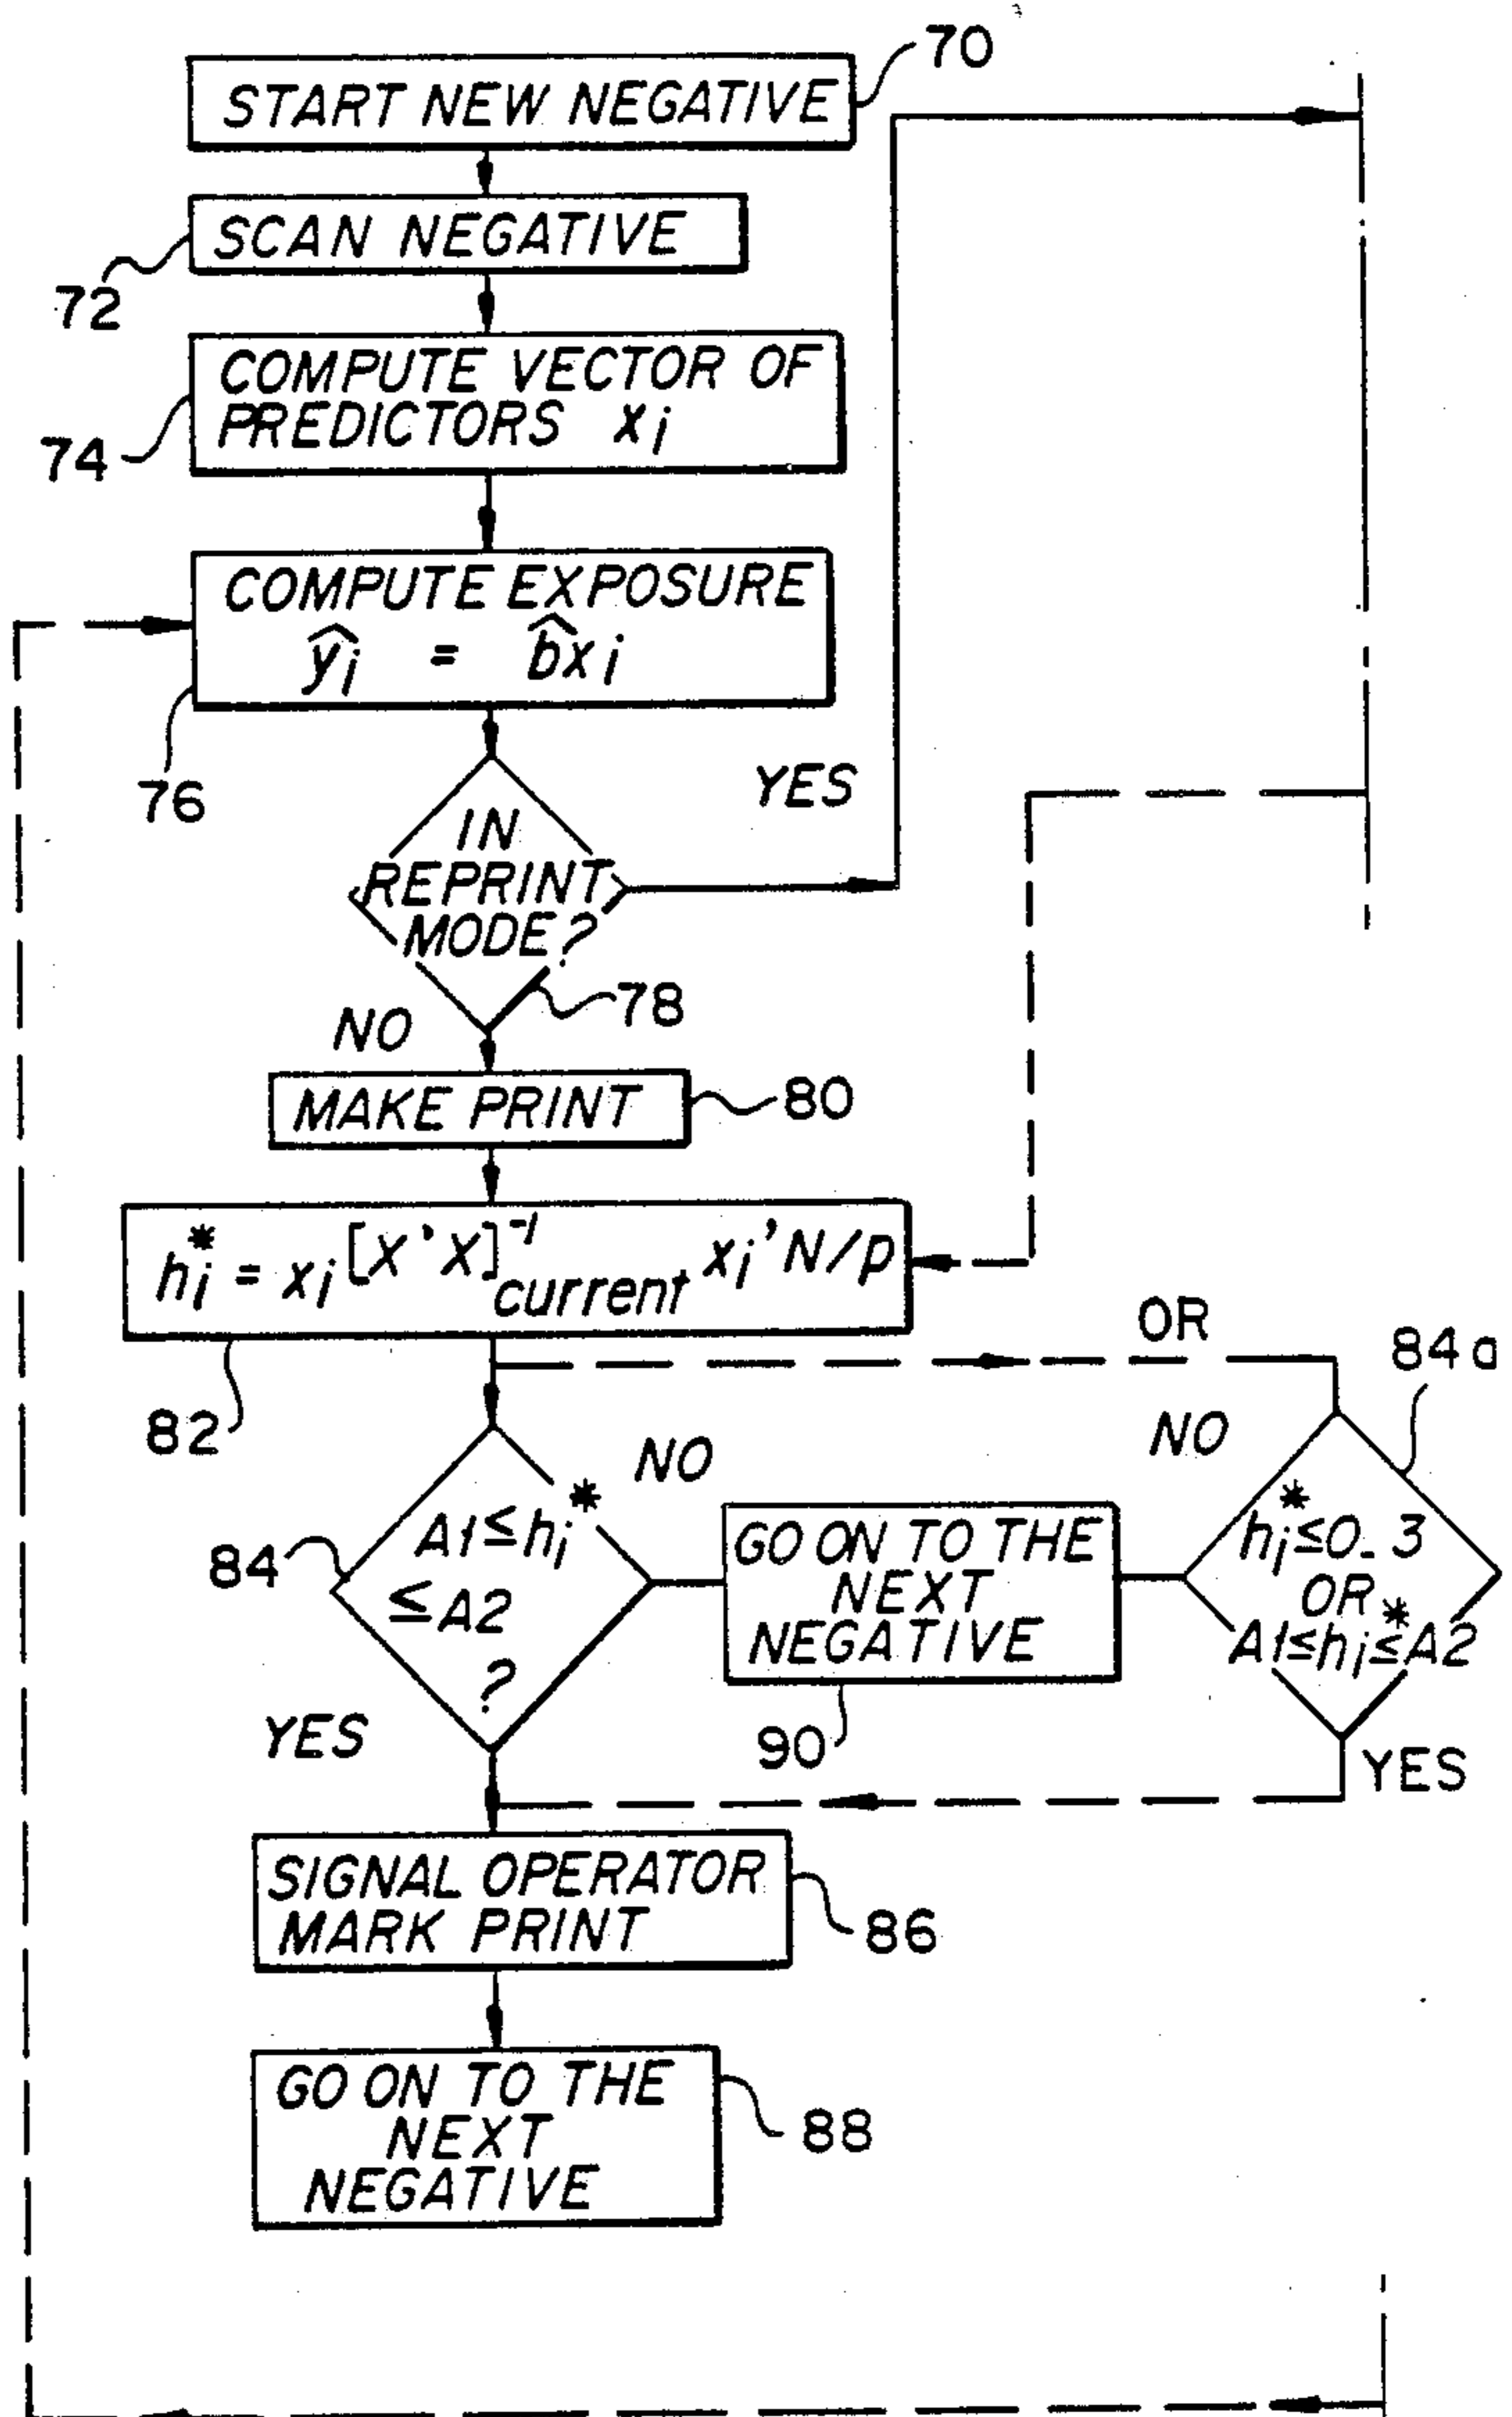 70
START NEW NEGATIVE
SCAN NEGATIVE
72
COMPUTE VECTOR OF
PREDICTORS xi
74
COMPUTE EXPOSURE
ŷi = b̂xi
76
YES
IN
REPRINT
MODE?
78
NO
MAKE PRINT
80
hi* = xi[X'X]⁻¹current xi'N/p
82
OR
84a
NO
A1≤hi*
≤A2
?
84
YES
GO ON TO THE
NEXT
NEGATIVE
90
NO
hi*≤0.3
OR
A1≤hi*≤A2
YES
SIGNAL OPERATOR
MARK PRINT
86
GO ON TO THE
NEXT
NEGATIVE
88